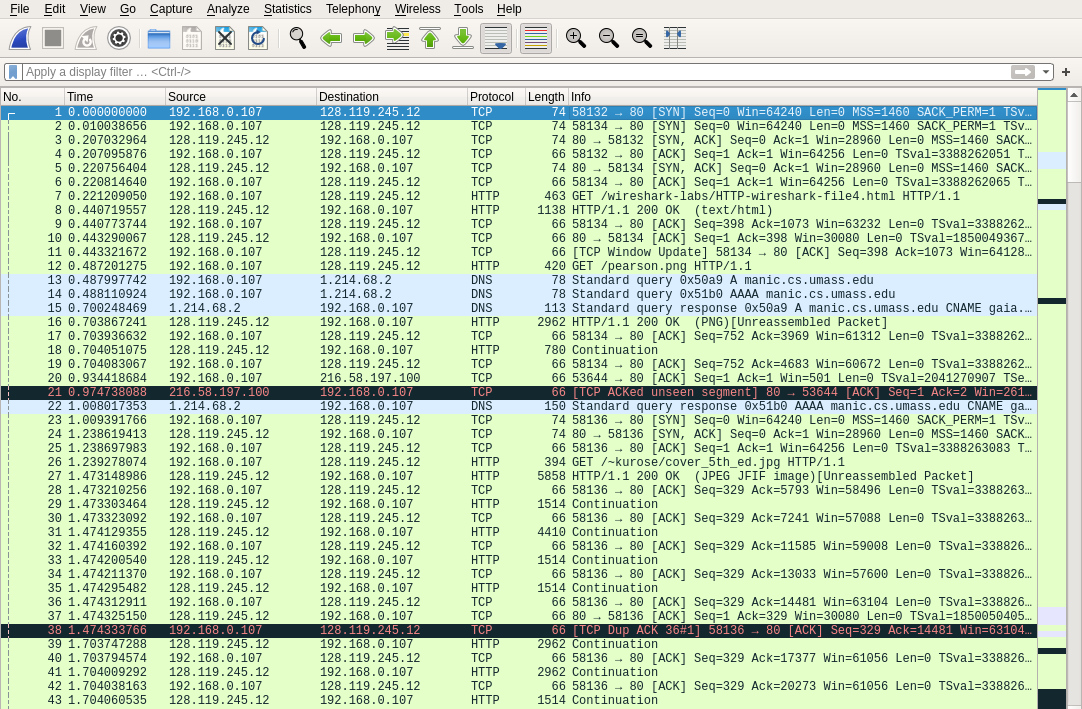 File Edit View Go Capture Analyze Statistics Telephony Wireless Tools Help
Apply a display filter … <Ctrl-/>
No. Time Source Destination Protocol Length Info
1 0.000000000 192.168.0.107 128.119.245.12 TCP 74 58132 → 80 [SYN] Seq=0 Win=64240 Len=0 MSS=1460 SACK_PERM=1 TSv…
2 0.010038656 192.168.0.107 128.119.245.12 TCP 74 58134 → 80 [SYN] Seq=0 Win=64240 Len=0 MSS=1460 SACK_PERM=1 TSv…
3 0.207032964 128.119.245.12 192.168.0.107 TCP 74 80 → 58132 [SYN, ACK] Seq=0 Ack=1 Win=28960 Len=0 MSS=1460 SACK…
4 0.207095876 192.168.0.107 128.119.245.12 TCP 66 58132 → 80 [ACK] Seq=1 Ack=1 Win=64256 Len=0 TSval=3388262051 T…
5 0.220756404 128.119.245.12 192.168.0.107 TCP 74 80 → 58134 [SYN, ACK] Seq=0 Ack=1 Win=28960 Len=0 MSS=1460 SACK…
6 0.220814640 192.168.0.107 128.119.245.12 TCP 66 58134 → 80 [ACK] Seq=1 Ack=1 Win=64256 Len=0 TSval=3388262065 T…
7 0.221209050 192.168.0.107 128.119.245.12 HTTP 463 GET /wireshark-labs/HTTP-wireshark-file4.html HTTP/1.1
8 0.440719557 128.119.245.12 192.168.0.107 HTTP 1138 HTTP/1.1 200 OK (text/html)
9 0.440773744 192.168.0.107 128.119.245.12 TCP 66 58134 → 80 [ACK] Seq=398 Ack=1073 Win=63232 Len=0 TSval=3388262…
10 0.443290067 128.119.245.12 192.168.0.107 TCP 66 80 → 58134 [ACK] Seq=1 Ack=398 Win=30080 Len=0 TSval=1850049367…
11 0.443321672 192.168.0.107 128.119.245.12 TCP 66 [TCP Window Update] 58134 → 80 [ACK] Seq=398 Ack=1073 Win=64128…
12 0.487201275 192.168.0.107 128.119.245.12 HTTP 420 GET /pearson.png HTTP/1.1
13 0.487997742 192.168.0.107 1.214.68.2 DNS 78 Standard query 0x50a9 A manic.cs.umass.edu
14 0.488110924 192.168.0.107 1.214.68.2 DNS 78 Standard query 0x51b0 AAAA manic.cs.umass.edu
15 0.700248469 1.214.68.2 192.168.0.107 DNS 113 Standard query response 0x50a9 A manic.cs.umass.edu CNAME gaia.…
16 0.703867241 128.119.245.12 192.168.0.107 HTTP 2962 HTTP/1.1 200 OK (PNG)[Unreassembled Packet]
17 0.703936632 192.168.0.107 128.119.245.12 TCP 66 58134 → 80 [ACK] Seq=752 Ack=3969 Win=61312 Len=0 TSval=3388262…
18 0.704051075 128.119.245.12 192.168.0.107 HTTP 780 Continuation
19 0.704083067 192.168.0.107 128.119.245.12 TCP 66 58134 → 80 [ACK] Seq=752 Ack=4683 Win=60672 Len=0 TSval=3388262…
20 0.934418684 192.168.0.107 216.58.197.100 TCP 66 53644 → 80 [ACK] Seq=1 Ack=1 Win=501 Len=0 TSval=2041270907 TSe…
21 0.974738088 216.58.197.100 192.168.0.107 TCP 66 [TCP ACKed unseen segment] 80 → 53644 [ACK] Seq=1 Ack=2 Win=261…
22 1.008017353 1.214.68.2 192.168.0.107 DNS 150 Standard query response 0x51b0 AAAA manic.cs.umass.edu CNAME ga…
23 1.009391766 192.168.0.107 128.119.245.12 TCP 74 58136 → 80 [SYN] Seq=0 Win=64240 Len=0 MSS=1460 SACK_PERM=1 TSv…
24 1.238619413 128.119.245.12 192.168.0.107 TCP 74 80 → 58136 [SYN, ACK] Seq=0 Ack=1 Win=28960 Len=0 MSS=1460 SACK…
25 1.238697983 192.168.0.107 128.119.245.12 TCP 66 58136 → 80 [ACK] Seq=1 Ack=1 Win=64256 Len=0 TSval=3388263083 T…
26 1.239278074 192.168.0.107 128.119.245.12 HTTP 394 GET /~kurose/cover_5th_ed.jpg HTTP/1.1
27 1.473148986 128.119.245.12 192.168.0.107 HTTP 5858 HTTP/1.1 200 OK (JPEG JFIF image)[Unreassembled Packet]
28 1.473210256 192.168.0.107 128.119.245.12 TCP 66 58136 → 80 [ACK] Seq=329 Ack=5793 Win=58496 Len=0 TSval=3388263…
29 1.473303464 128.119.245.12 192.168.0.107 HTTP 1514 Continuation
30 1.473323092 192.168.0.107 128.119.245.12 TCP 66 58136 → 80 [ACK] Seq=329 Ack=7241 Win=57088 Len=0 TSval=3388263…
31 1.474129355 128.119.245.12 192.168.0.107 HTTP 4410 Continuation
32 1.474160392 192.168.0.107 128.119.245.12 TCP 66 58136 → 80 [ACK] Seq=329 Ack=11585 Win=59008 Len=0 TSval=338826…
33 1.474200540 128.119.245.12 192.168.0.107 HTTP 1514 Continuation
34 1.474211370 192.168.0.107 128.119.245.12 TCP 66 58136 → 80 [ACK] Seq=329 Ack=13033 Win=57600 Len=0 TSval=338826…
35 1.474295482 128.119.245.12 192.168.0.107 HTTP 1514 Continuation
36 1.474312911 192.168.0.107 128.119.245.12 TCP 66 58136 → 80 [ACK] Seq=329 Ack=14481 Win=63104 Len=0 TSval=338826…
37 1.474325150 128.119.245.12 192.168.0.107 TCP 66 80 → 58136 [ACK] Seq=1 Ack=329 Win=30080 Len=0 TSval=1850050405…
38 1.474333766 192.168.0.107 128.119.245.12 TCP 66 [TCP Dup ACK 36#1] 58136 → 80 [ACK] Seq=329 Ack=14481 Win=63104…
39 1.703747288 128.119.245.12 192.168.0.107 HTTP 2962 Continuation
40 1.703794574 192.168.0.107 128.119.245.12 TCP 66 58136 → 80 [ACK] Seq=329 Ack=17377 Win=61056 Len=0 TSval=338826…
41 1.704009292 128.119.245.12 192.168.0.107 HTTP 2962 Continuation
42 1.704038163 192.168.0.107 128.119.245.12 TCP 66 58136 → 80 [ACK] Seq=329 Ack=20273 Win=61056 Len=0 TSval=338826…
43 1.704060535 128.119.245.12 192.168.0.107 HTTP 1514 Continuation